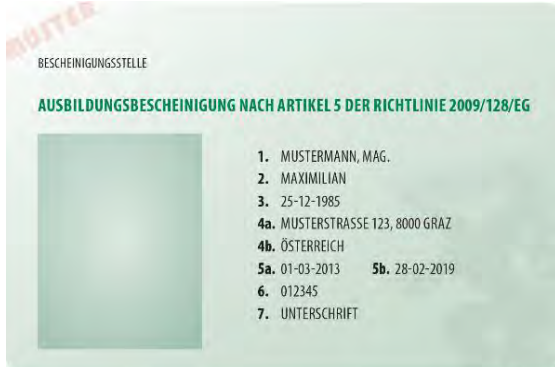 MUSTER
BESCHEINIGUNGSSTELLE
AUSBILDUNGSBESCHEINIGUNG NACH ARTIKEL 5 DER RICHTLINIE 2009/128/EG
1. MUSTERMANN, MAG.
2. MAXIMILIAN
3. 25-12-1985
4a. MUSTERSTRASSE 123, 8000 GRAZ
4b. ÖSTERREICH
5a. 01-03-2013 5b. 28-02-2019
6. 012345
7. UNTERSCHRIFT